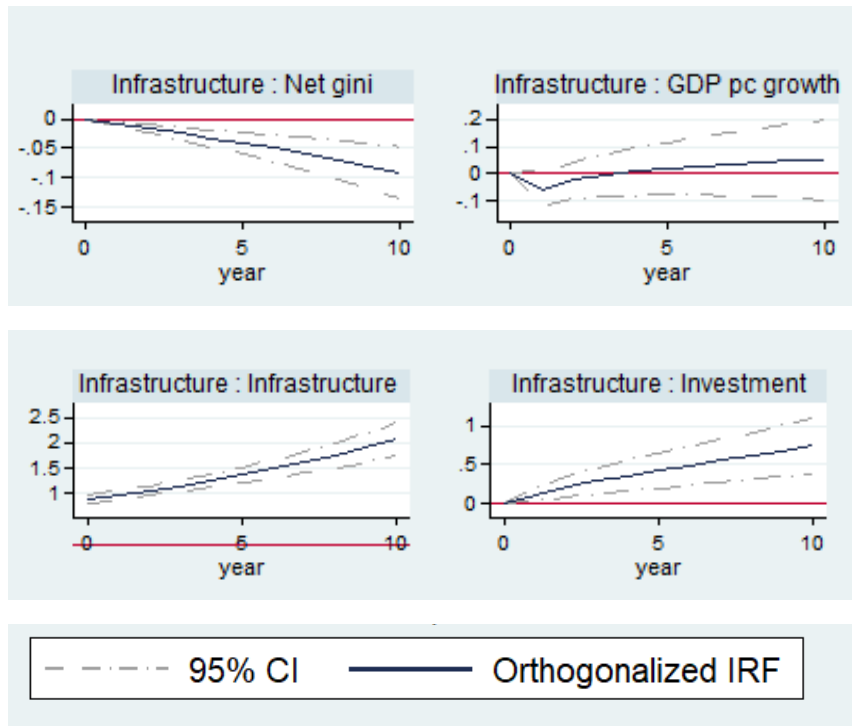 Infrastructure : Net gini
Infrastructure : GDP pc growth
0
-.05
-.1
-.15
0 5 10
year
.2
.1
0
-.1
0 5 10
year
Infrastructure : Infrastructure
Infrastructure : Investment
2.5
2
1.5
1
0 5 10
year
1
.5
0
0 5 10
year
95% CI
Orthogonalized IRF